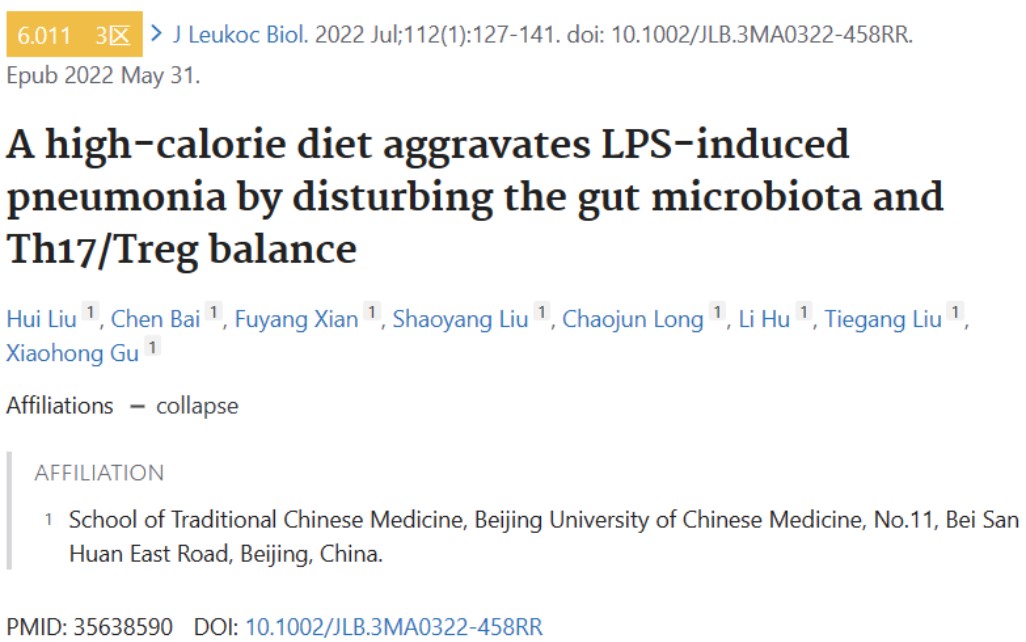 6.011 3区 > J Leukoc Biol. 2022 Jul;112(1):127-141. doi: 10.1002/JLB.3MA0322-458RR.
Epub 2022 May 31.
A high-calorie diet aggravates LPS-induced
pneumonia by disturbing the gut microbiota and
Th17/Treg balance
Hui Liu 1, Chen Bai 1, Fuyang Xian 1, Shaoyang Liu 1, Chaojun Long 1, Li Hu 1, Tiegang Liu 1,
Xiaohong Gu 1
Affiliations − collapse
AFFILIATION
1 School of Traditional Chinese Medicine, Beijing University of Chinese Medicine, No.11, Bei San
Huan East Road, Beijing, China.
PMID: 35638590 DOI: 10.1002/JLB.3MA0322-458RR